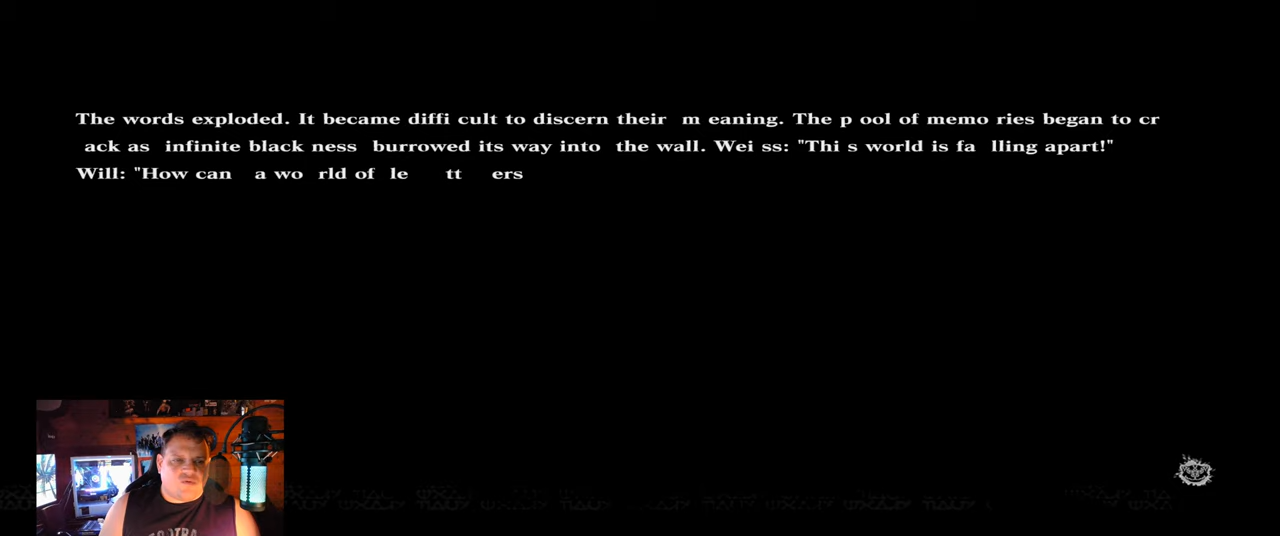 The words exploded. It became diffi cult to discern their m eaning. The p ool of memo ries began to cr
ack as infinite black ness burrowed its way into the wall. Wei ss: "Thi s world is fa lling apart!"
Will: "How can a wo rld of le tt ers